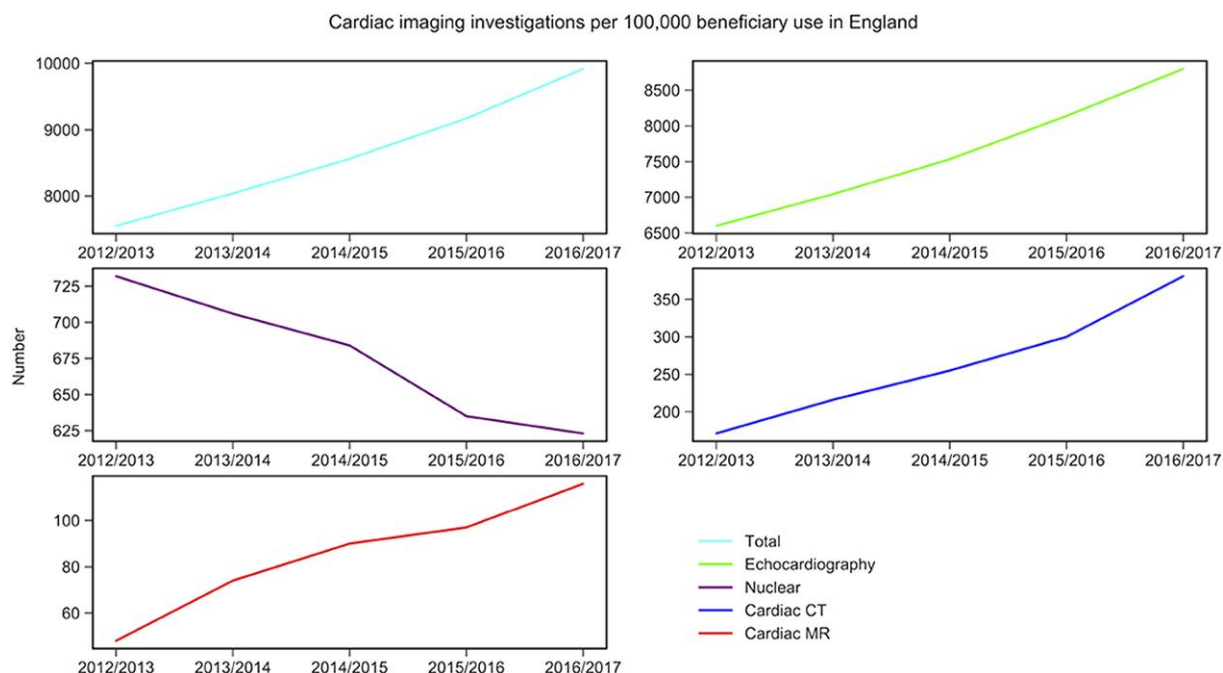 Cardiac imaging investigations per 100,000 beneficiary use in England
10000
9000
8000
2012/2013 2013/2014 2014/2015 2015/2016 2016/2017
8500
8000
7500
7000
6500
2012/2013 2013/2014 2014/2015 2015/2016 2016/2017
Number
725
700
675
650
625
2012/2013 2013/2014 2014/2015 2015/2016 2016/2017
350
300
250
200
2012/2013 2013/2014 2014/2015 2015/2016 2016/2017
100
80
60
2012/2013 2013/2014 2014/2015 2015/2016 2016/2017
Total
Echocardiography
Nuclear
Cardiac CT
Cardiac MR